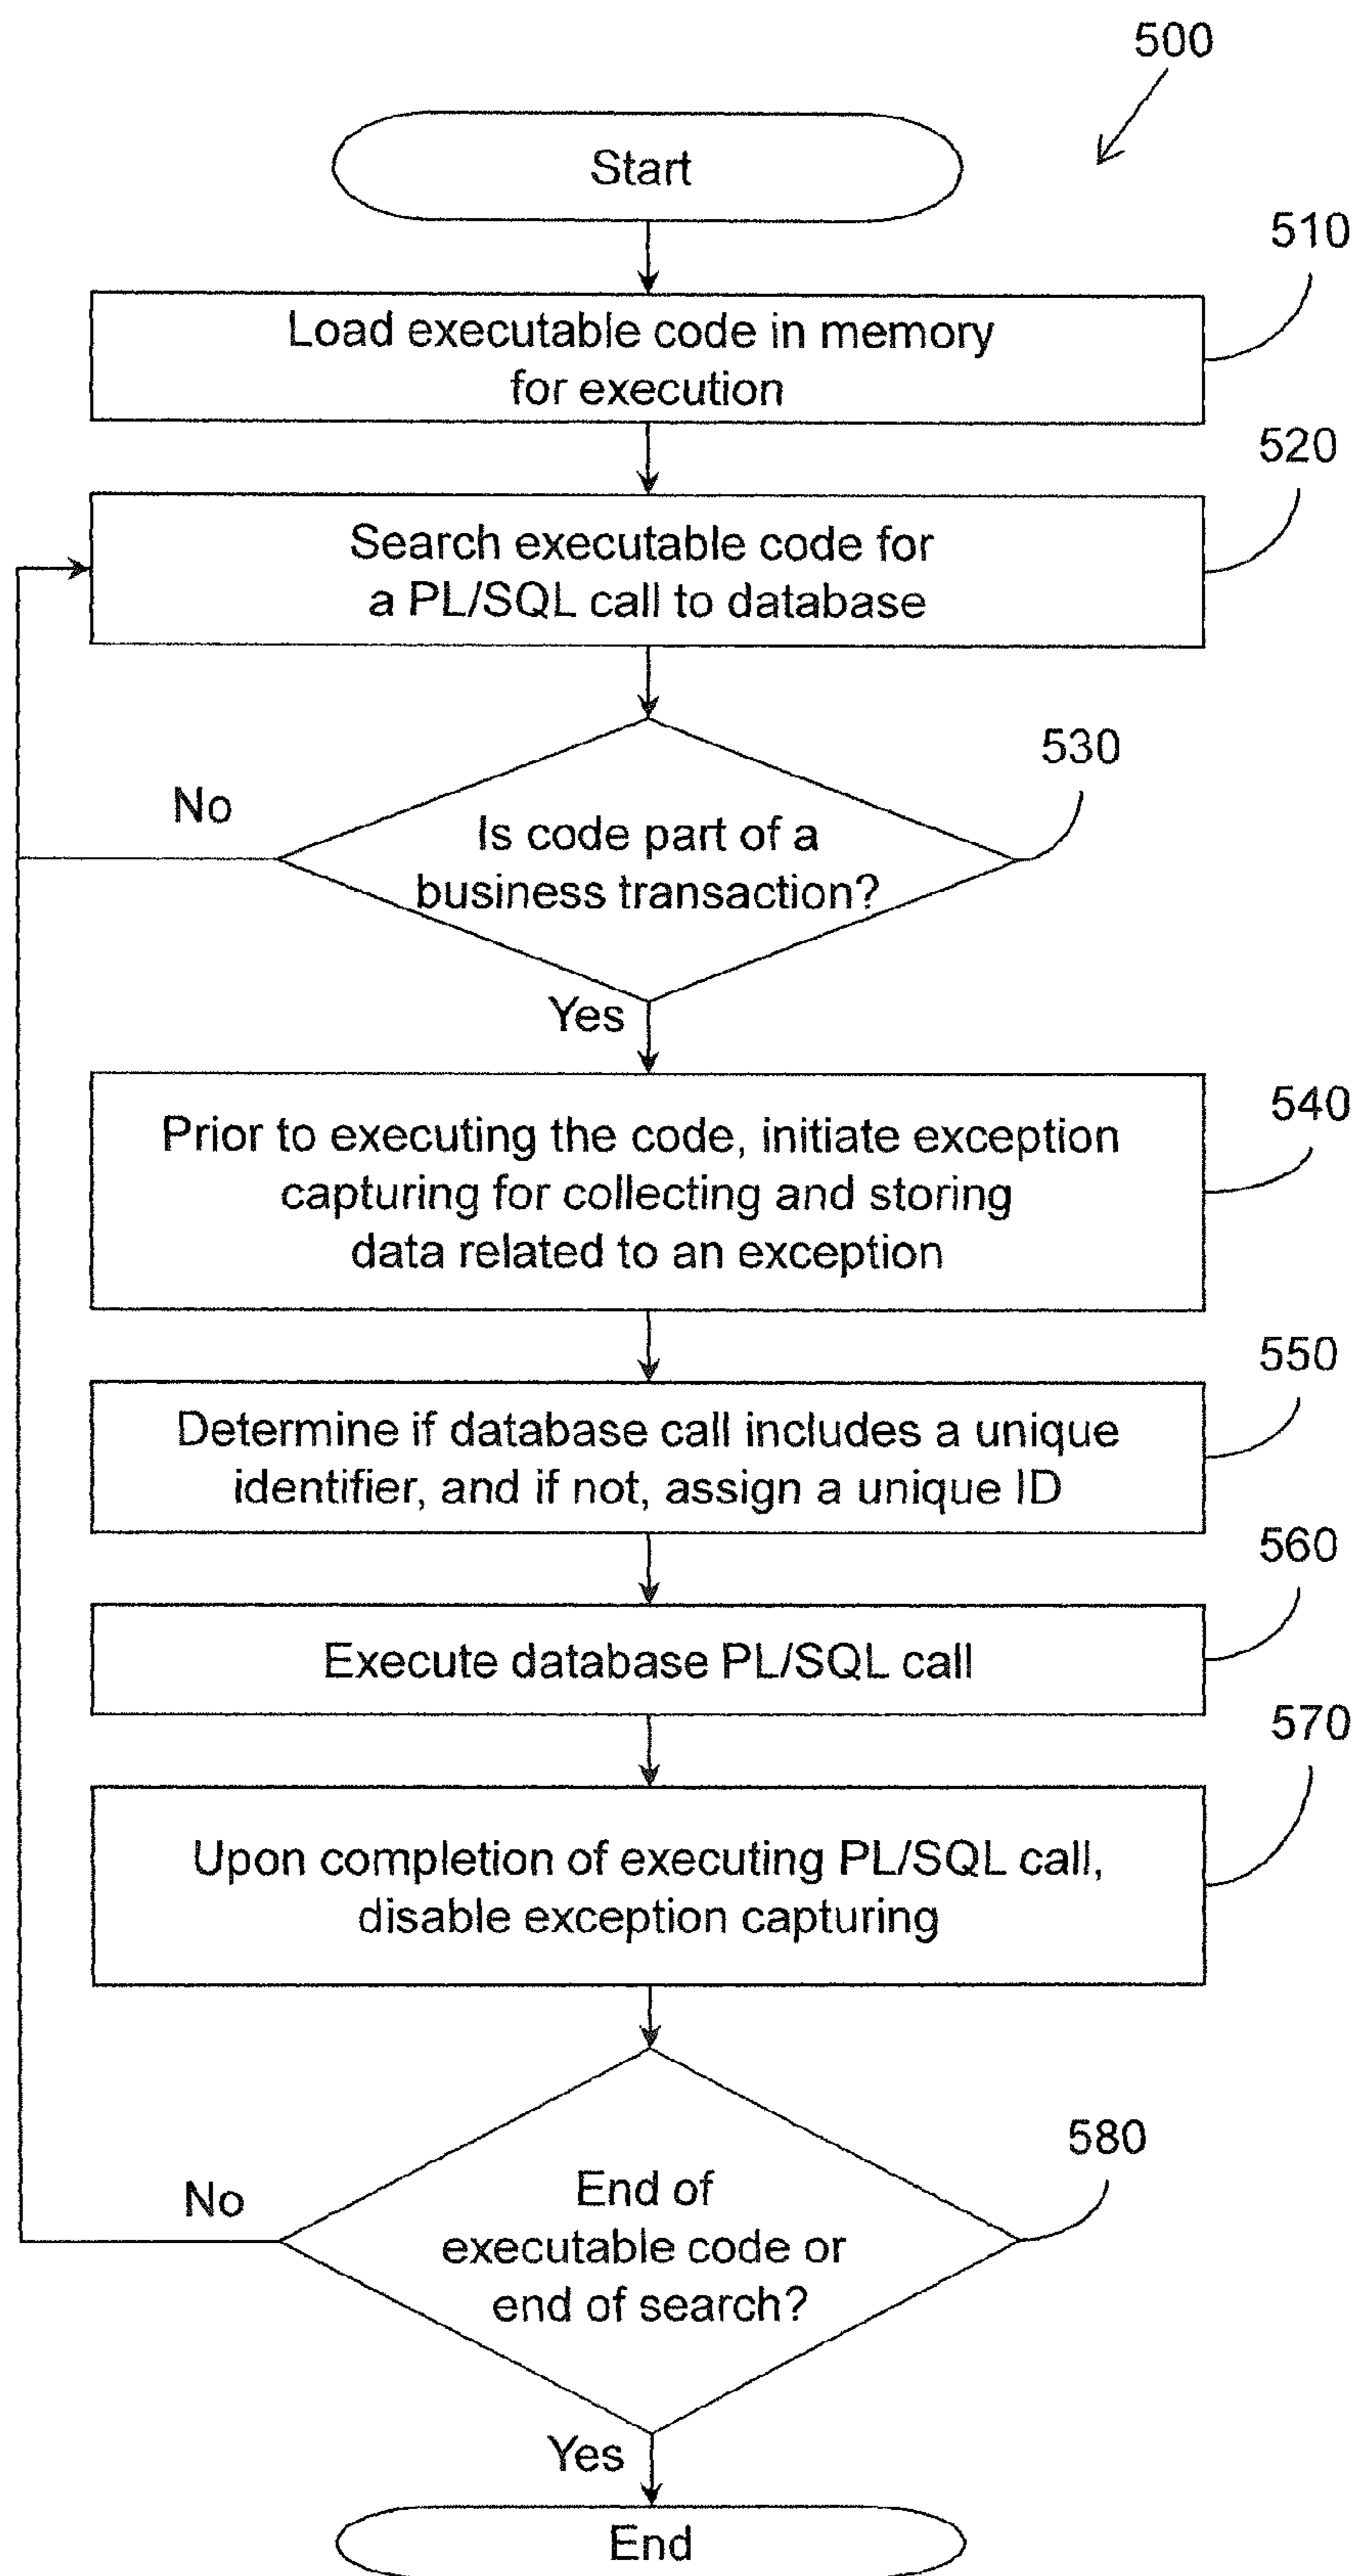 500
Start
510
Load executable code in memory
for execution
520
Search executable code for
a PL/SQL call to database
530
No
Is code part of a
business transaction?
Yes
540
Prior to executing the code, initiate exception
capturing for collecting and storing
data related to an exception
550
Determine if database call includes a unique
identifier, and if not, assign a unique ID
560
Execute database PL/SQL call
570
Upon completion of executing PL/SQL call,
disable exception capturing
580
No
End of
executable code or
end of search?
Yes
End